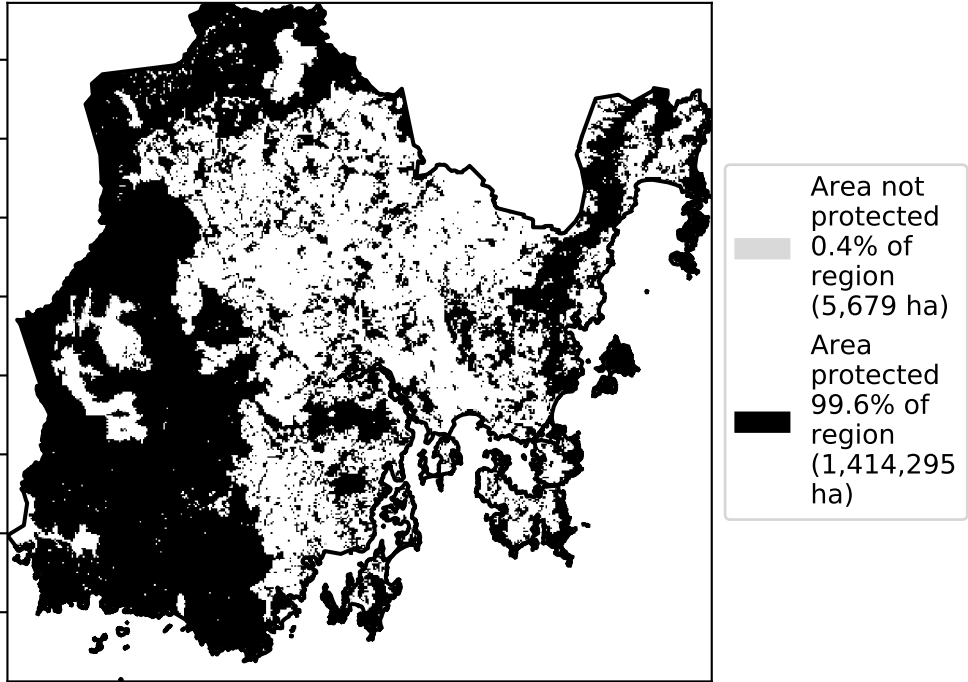 Area not
protected
0.4% of
region
(5,679 ha)
Area
protected
99.6% of
region
(1,414,295
ha)